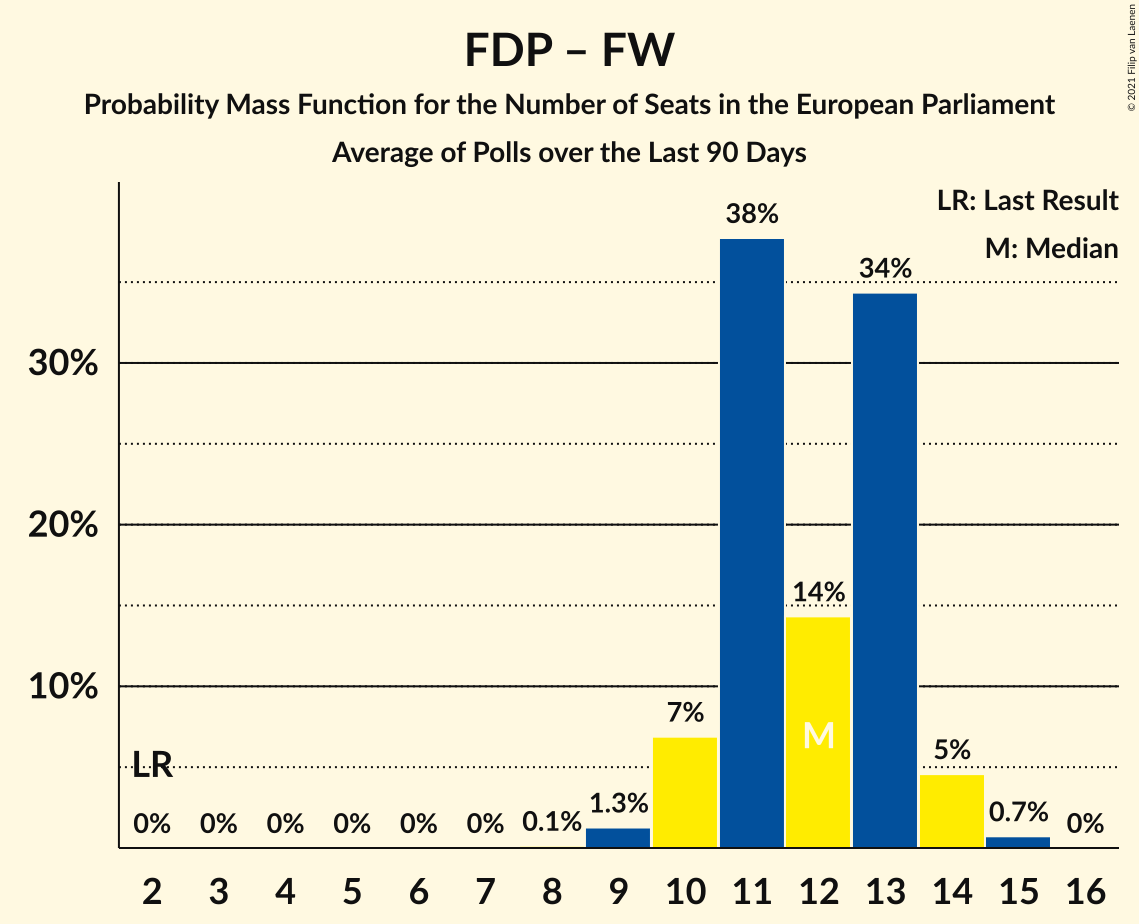 FDP – FW
Probability Mass Function for the Number of Seats in the European Parliament
Average of Polls over the Last 90 Days
© 2021 Filip van Laenen
LR: Last Result
M: Median
38%
34%
30%
20%
14%
10%
7%
M
LR
5%
0% 0% 0% 0% 0% 0% 0.1% 1.3% 0.7% 0%
2 3 4 5 6 7 8 9 10 11 12 13 14 15 16